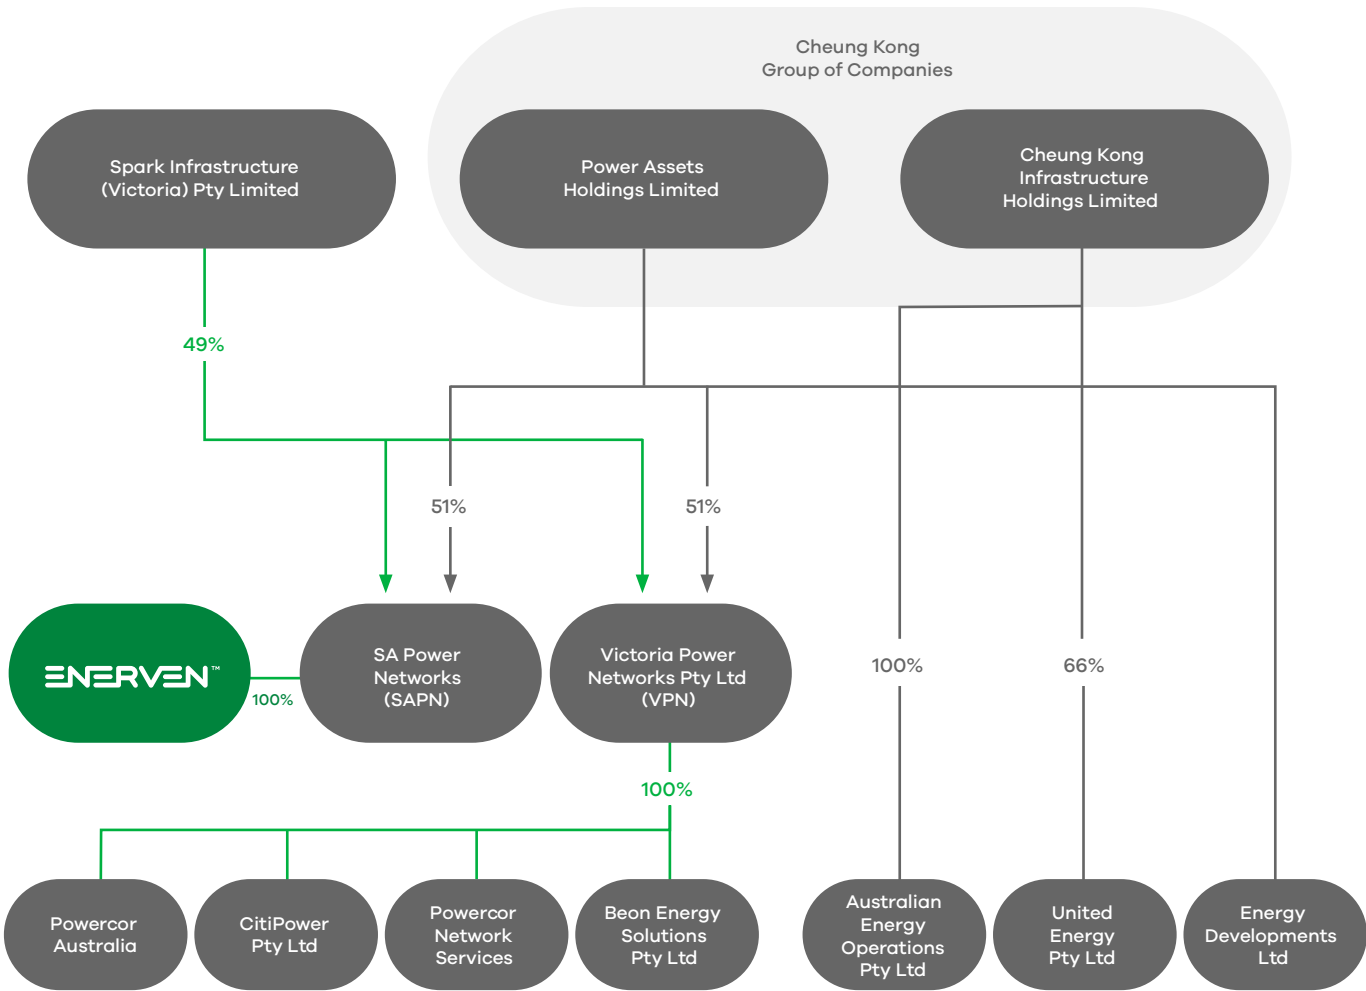 Cheung Kong
Group of Companies
Spark Infrastructure
(Victoria) Pty Limited
Power Assets
Holdings Limited
Cheung Kong
Infrastructure
Holdings Limited
49%
51%
51%
ENERVEN™
100%
SA Power
Networks
(SAPN)
Victoria Power
Networks Pty Ltd
(VPN)
100%
66%
100%
Powercor
Australia
CitiPower
Pty Ltd
Powercor
Network
Services
Beon Energy
Solutions
Pty Ltd
Australian
Energy
Operations
Pty Ltd
United
Energy
Pty Ltd
Energy
Developments
Ltd